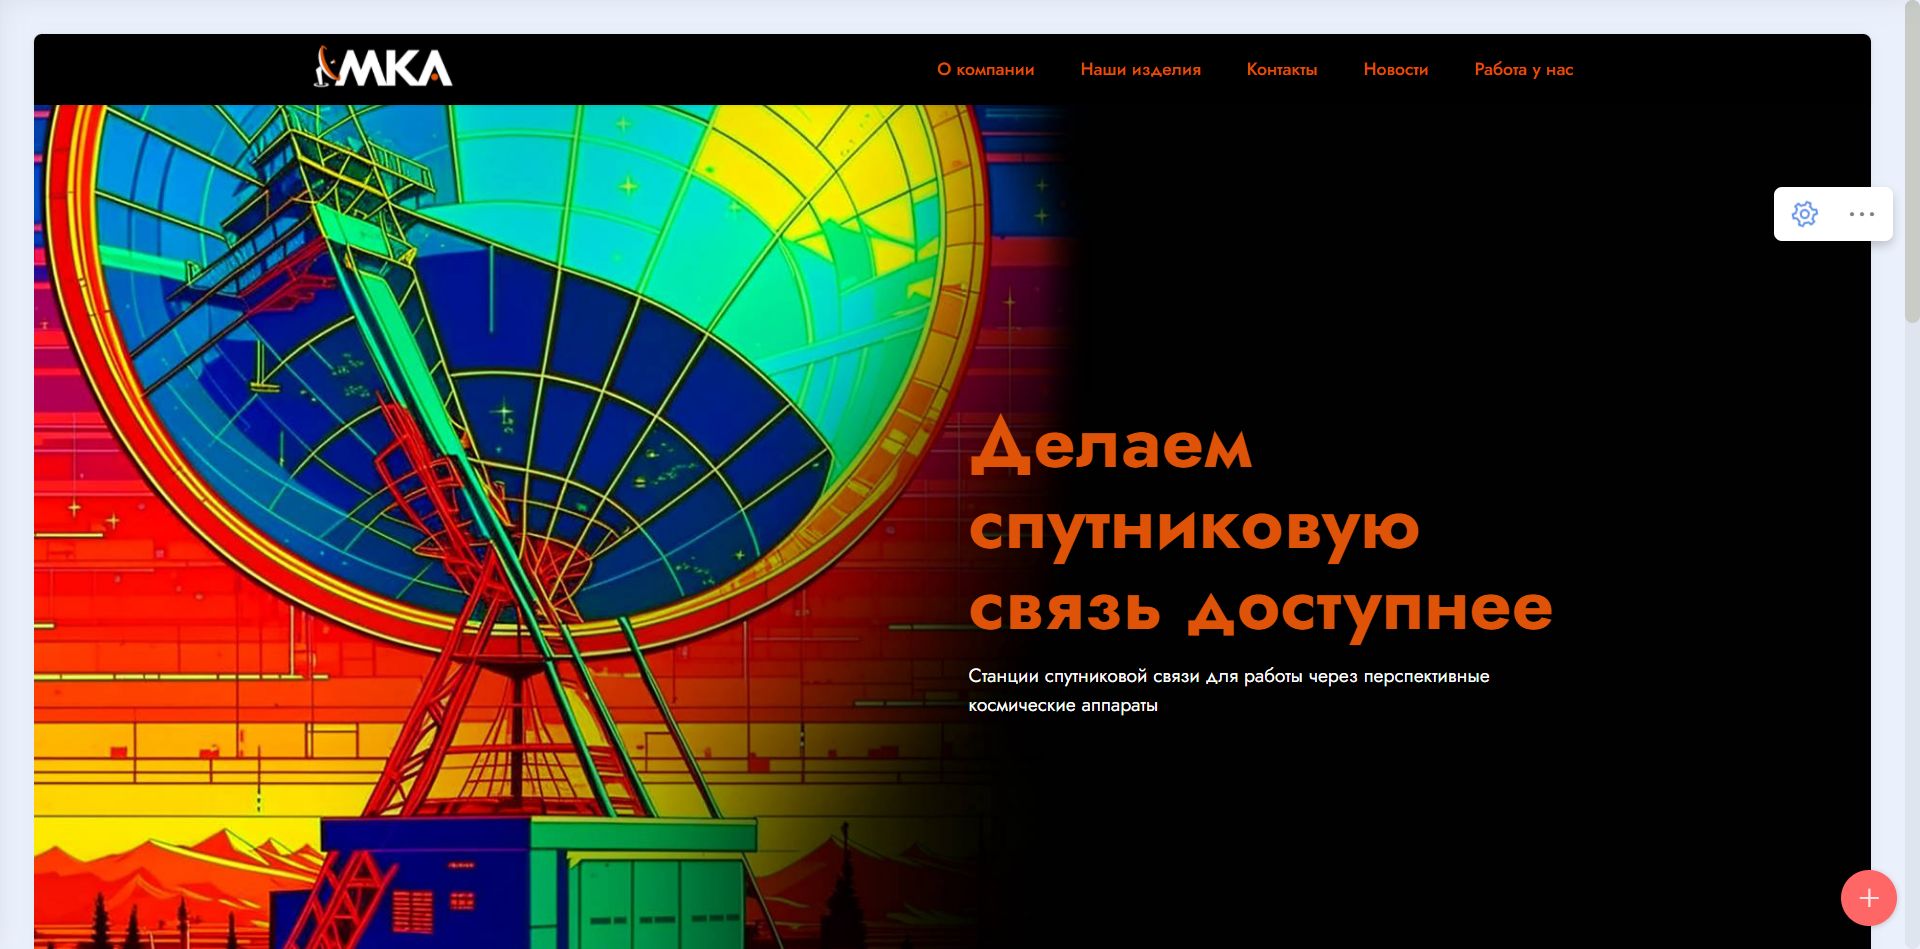 МКА
О компании
Наши изделия
Контакты
Новости
Работа у нас
Делаем
спутниковую
связь доступнее
Станции спутниковой связи для работы через перспективные
космические аппараты